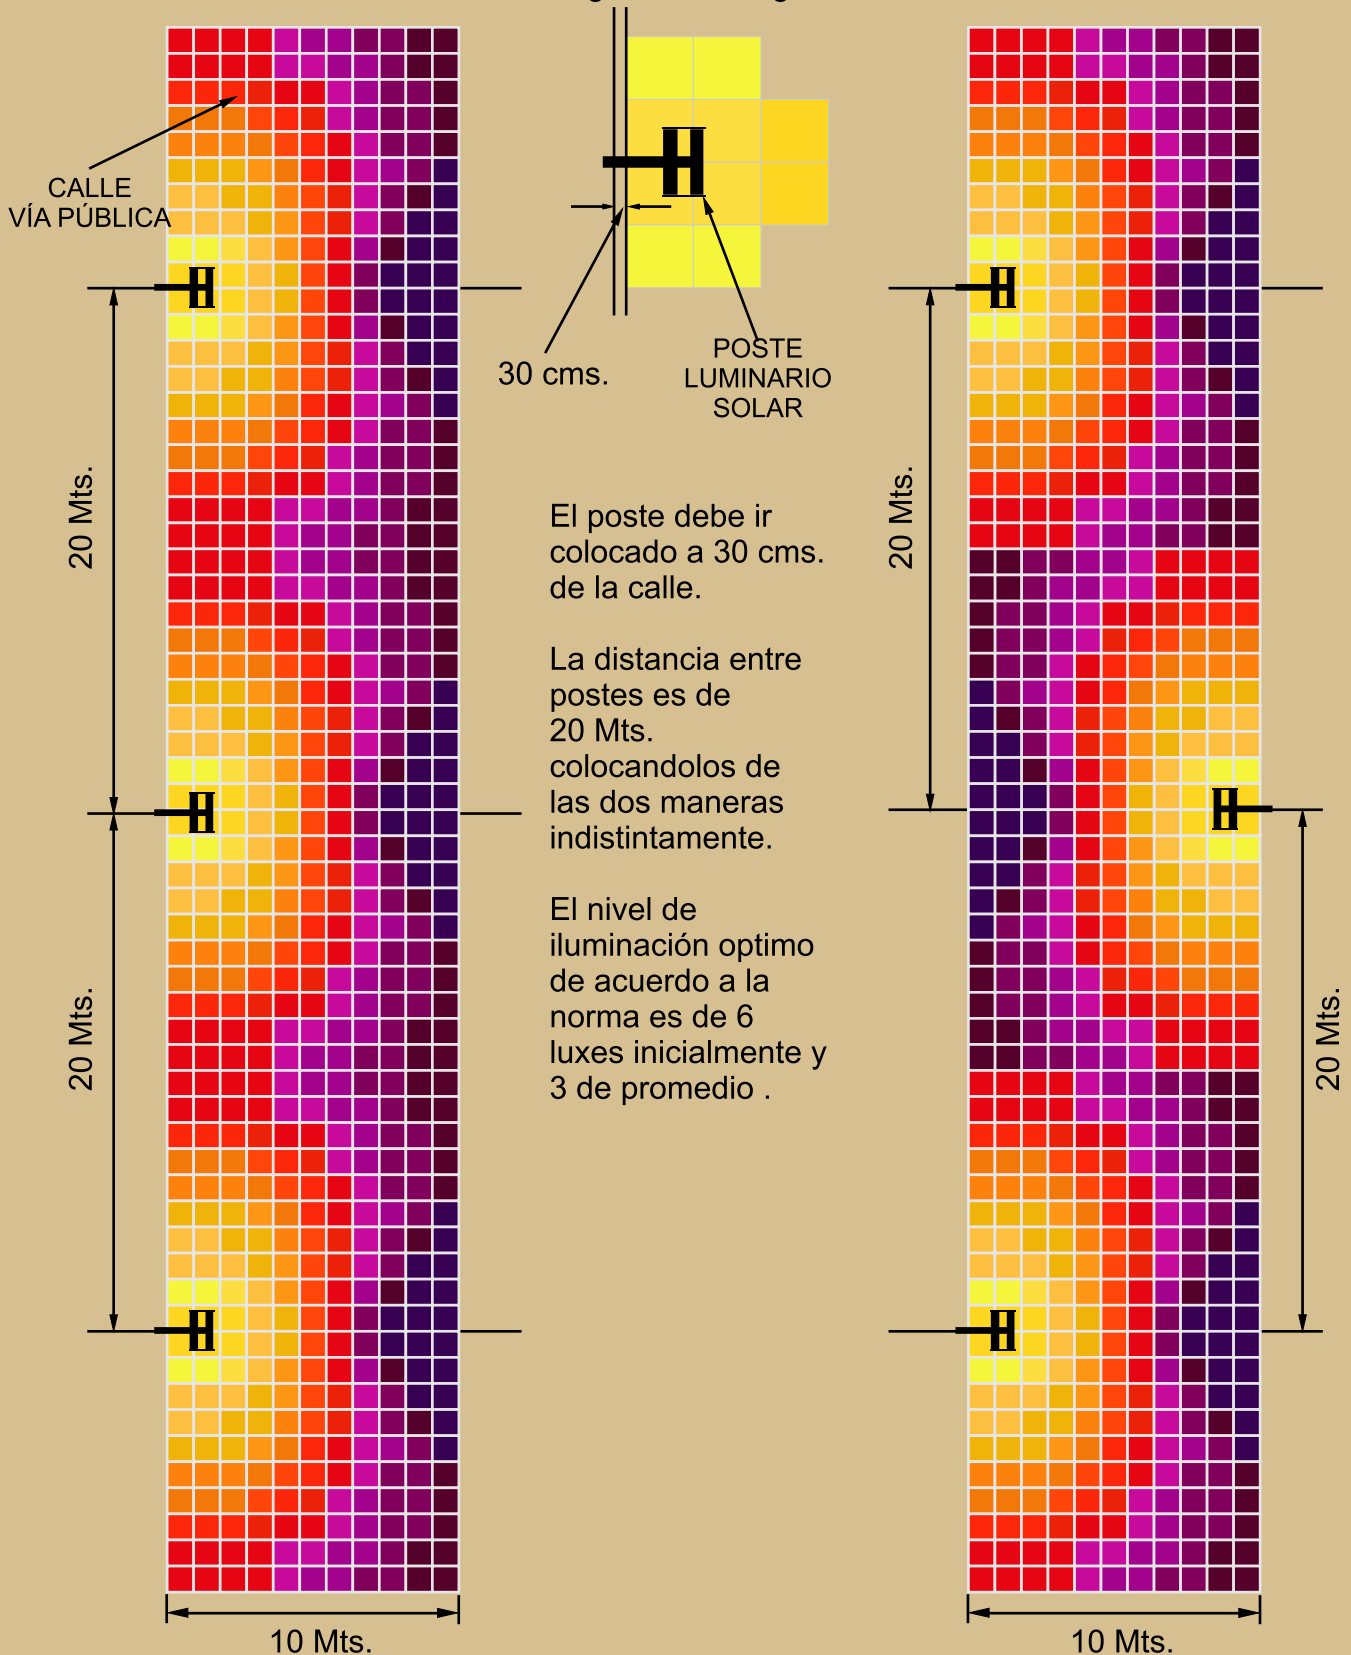 CALLE
VÍA PÚBLICA
30 cms.
POSTE
LUMINARIO
SOLAR
20 Mts.
20 Mts.
El poste debe ir
colocado a 30 cms.
de la calle.
La distancia entre
postes es de
20 Mts.
colocandolos de
las dos maneras
indistintamente.
El nivel de
iluminación optimo
de acuerdo a la
norma es de 6
luxes inicialmente y
3 de promedio .
20 Mts.
20 Mts.
10 Mts.
10 Mts.